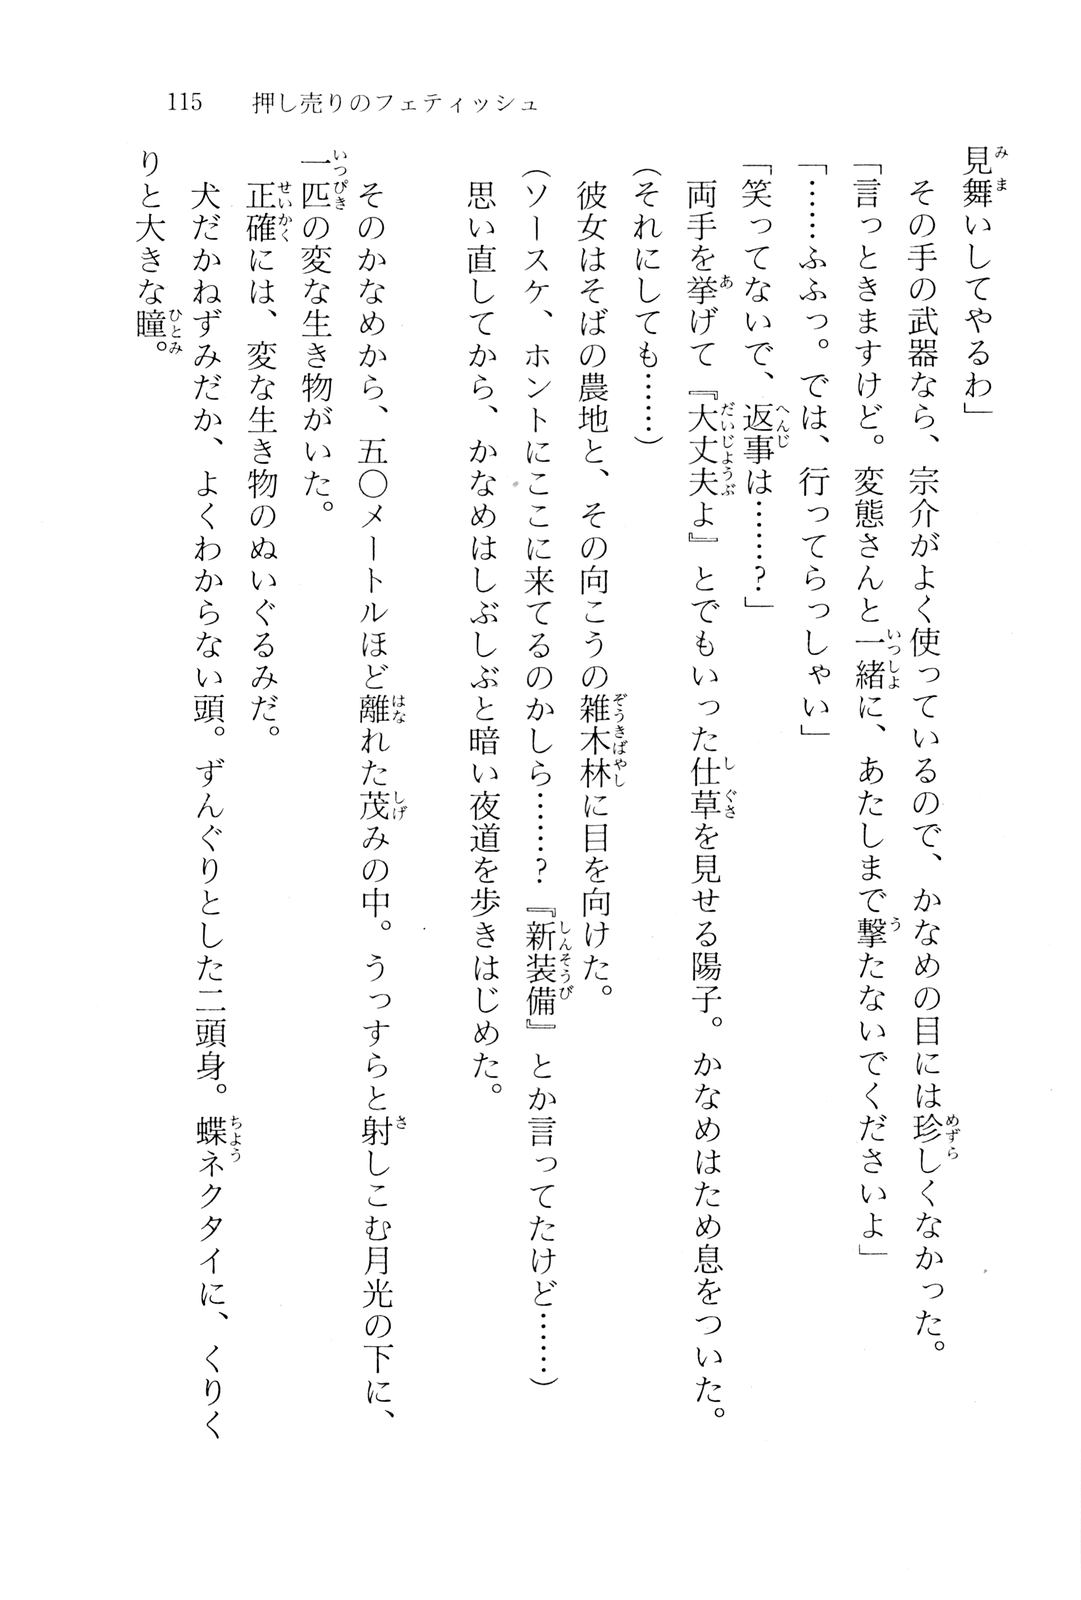 115　押し売りのフェティッシュ
見舞いしてやるわ」
　その手の武器なら、宗介がよく使っているので、かなめの目には珍しくなかった。
「言っときますけど。変態さんと一緒に、あたしまで撃たないでくださいよ」
「……ふふっ。では、行ってらっしゃい」
「笑ってないで、返事は……？」
　両手を挙げて『大丈夫よ』とでもいった仕草を見せる陽子。かなめはため息をついた。
（それにしても……）
　彼女はそばの農地と、その向こうの雑木林に目を向けた。
（ソースケ、ホントにここに来てるのかしら……？『新装備』とか言ってたけど……）
　思い直してから、かなめはしぶしぶと暗い夜道を歩きはじめた。
　そのかなめから、五〇メートルほど離れた茂みの中。うっすらと射しこむ月光の下に、
一匹の変な生き物がいた。
　正確には、変な生き物のぬいぐるみだ。
　犬だかねずみだか、よくわからない頭。ずんぐりとした二頭身。蝶ネクタイに、くりく
りと大きな瞳。